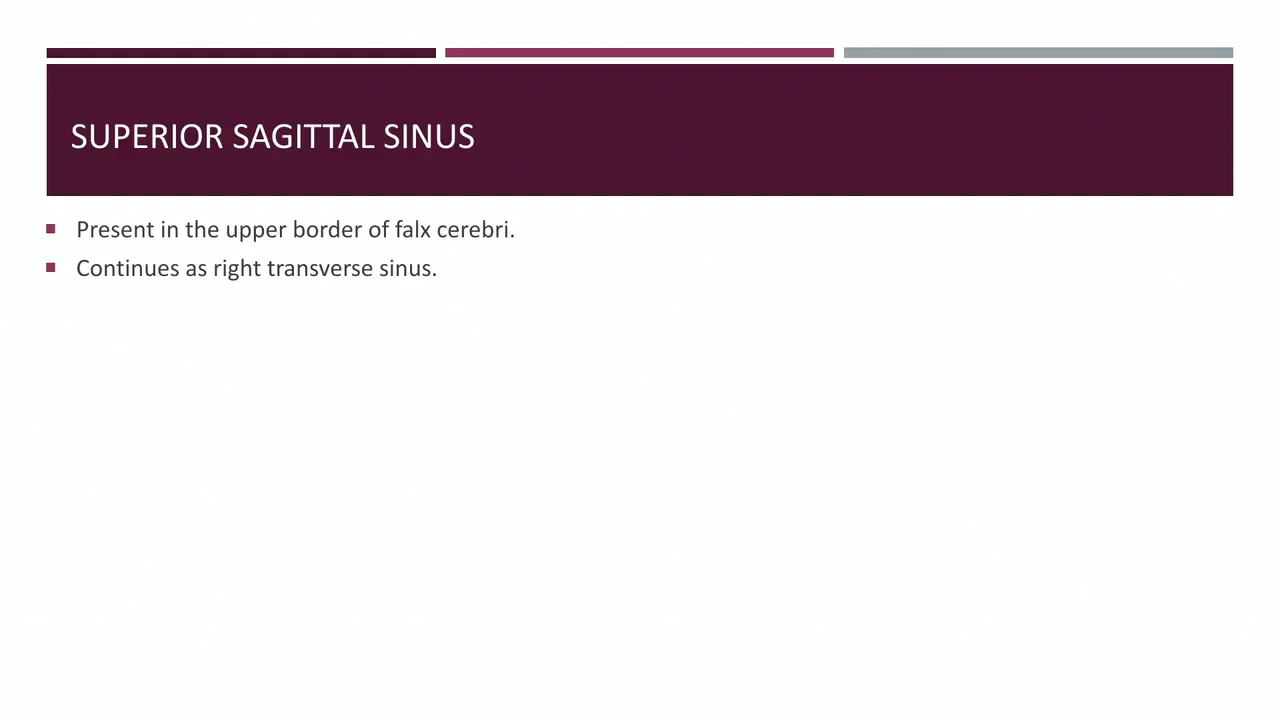 SUPERIOR SAGITTAL SINUS
Present in the upper border of falx cerebri.
Continues as right transverse sinus.